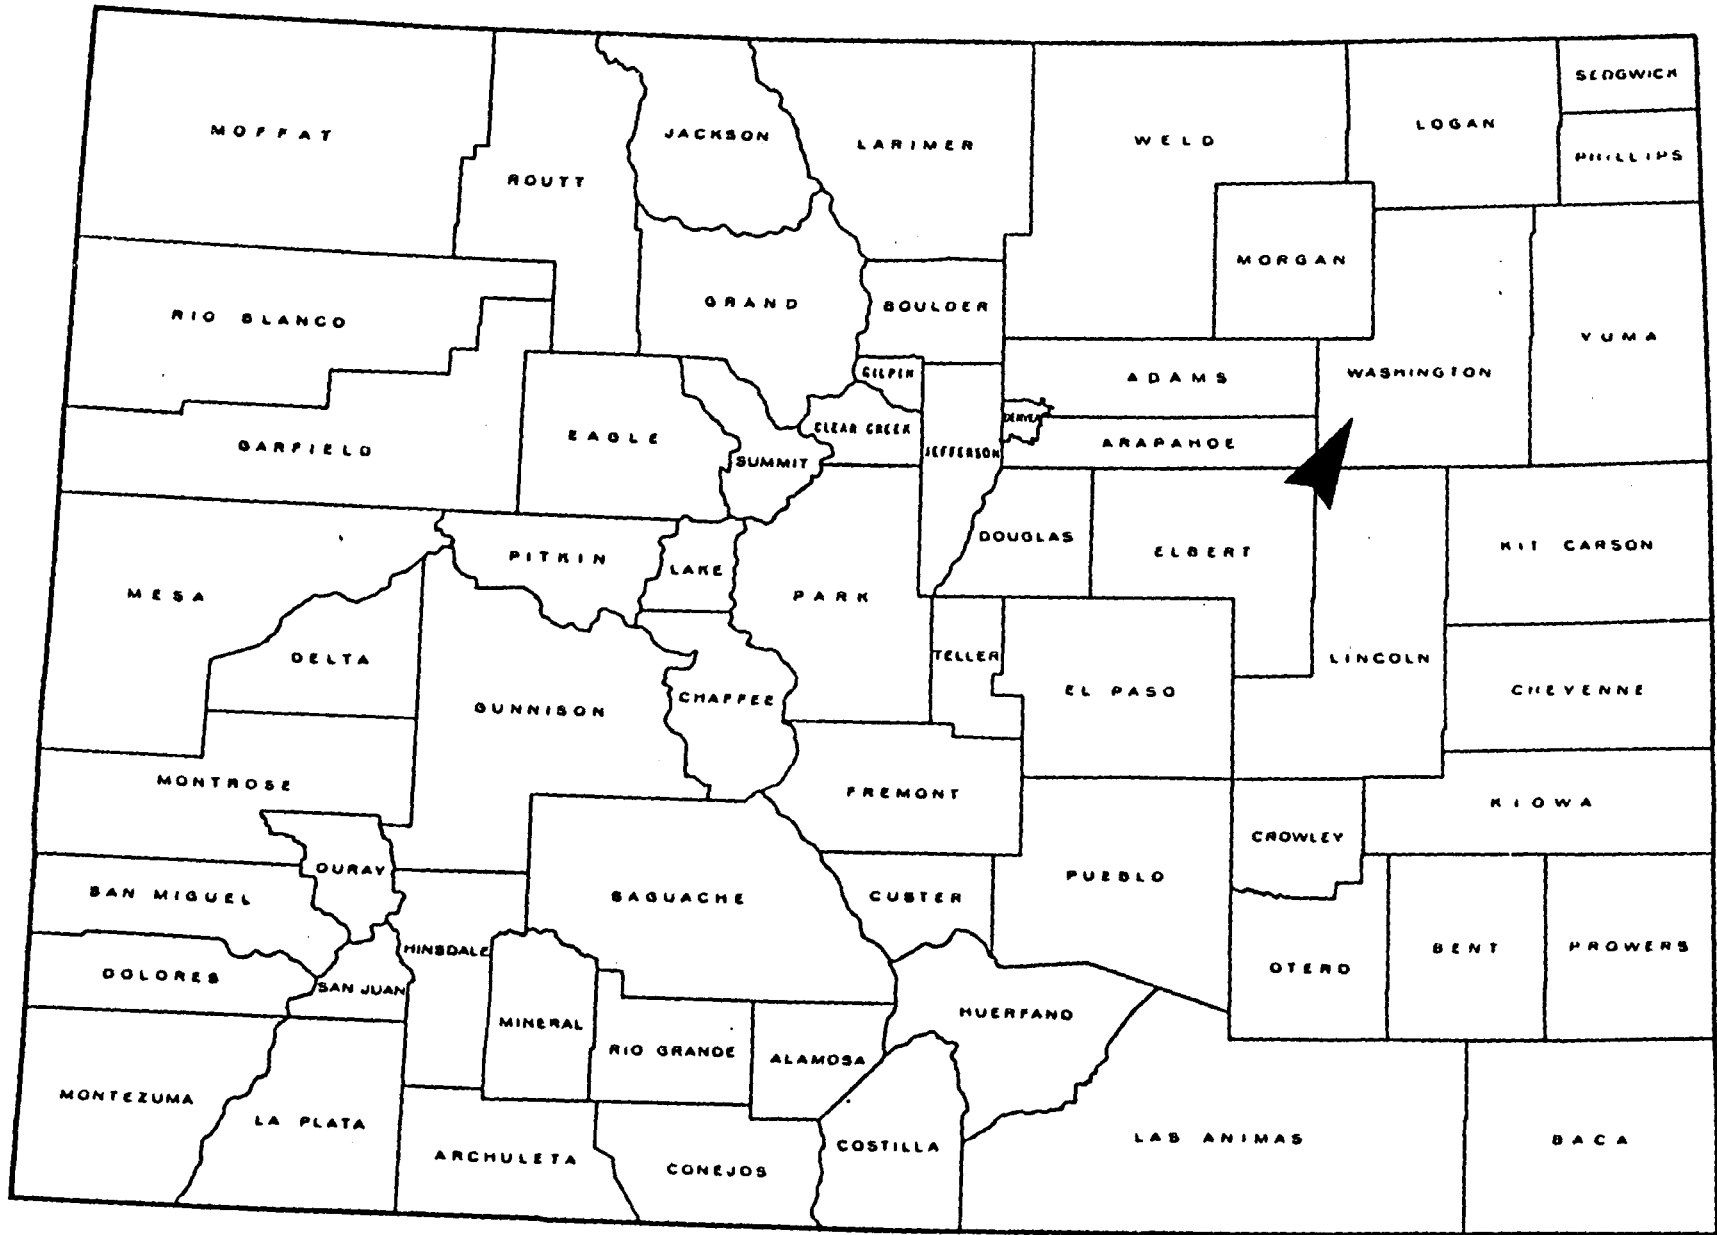 SEDGWICK
LOGAN
MOFFAT
JACKSON
LARIMER
WELD
PHILLIPS
ROUTT
MORGAN
GRAND
BOULDER
RIO BLANCO
YUMA
GILPIN
ADAMS
WASHINGTON
DENVER
CLEAR CREEK
EAGLE
GARFIELD
ARAPAHOE
JEFFERSON
SUMMIT
DOUGLAS
ELBERT
KIT CARSON
PITKIN
LAKE
MESA
PARK
DELTA
TELLER
LINCOLN
GUNNISON
CHAFFEE
EL PASO
CHEYENNE
MONTROSE
FREMONT
KIOWA
CROWLEY
OURAY
PUEBLO
SAN MIGUEL
SAGUACHE
CUSTER
HINSDALE
BENT
PROWERS
DOLORES
SAN JUAN
OTERO
MINERAL
HUERFANO
RIO GRANDE
ALAMOSA
MONTEZUMA
LA PLATA
ARCHULETA
CONEJOS
COSTILLA
LAS ANIMAS
BACA